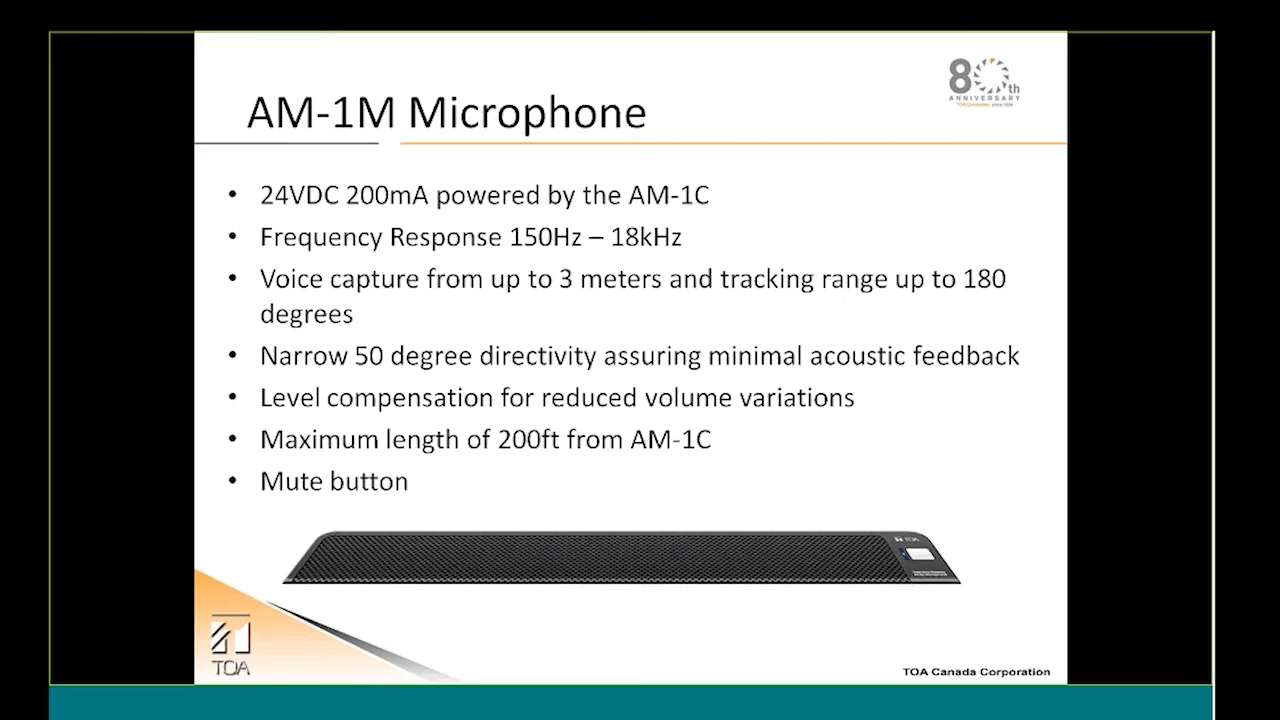 80th
ANNIVERSARY
AM-1M Microphone
• 24VDC 200mA powered by the AM-1C
• Frequency Response 150Hz – 18kHz
• Voice capture from up to 3 meters and tracking range up to 180
degrees
• Narrow 50 degree directivity assuring minimal acoustic feedback
• Level compensation for reduced volume variations
• Maximum length of 200ft from AM-1C
• Mute button
TOA
TOA
TOA Canada Corporation